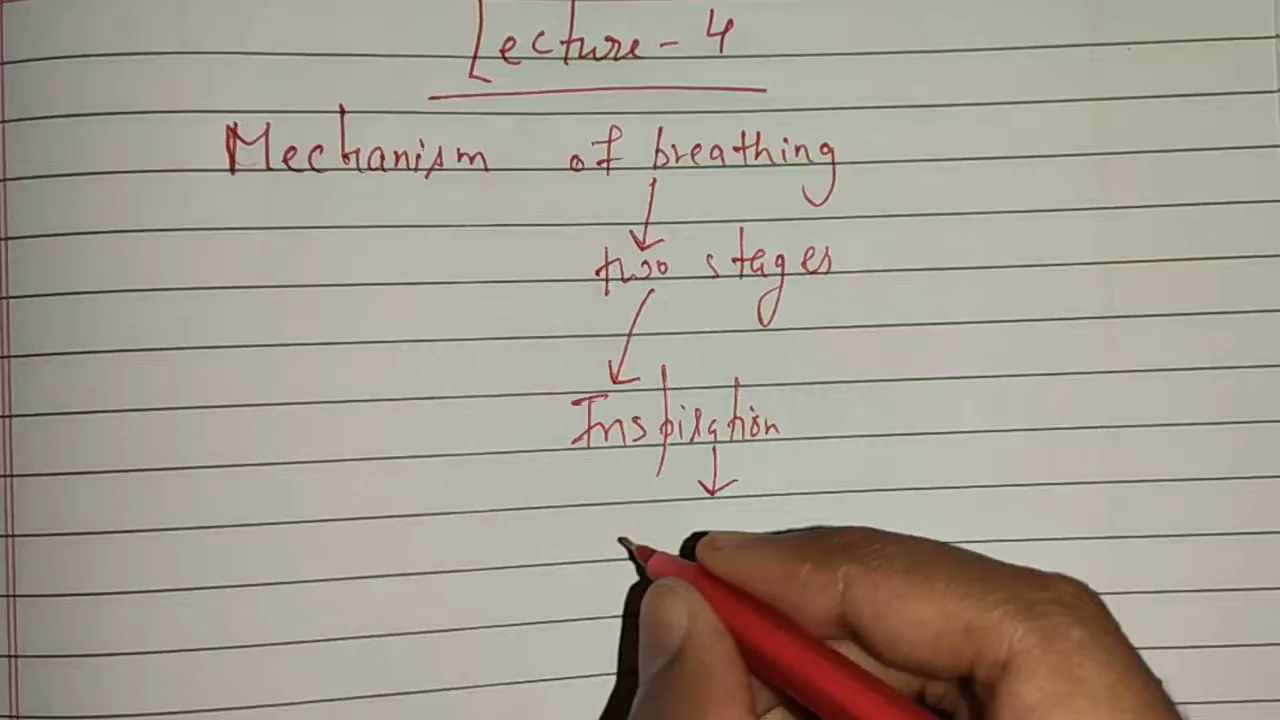 Lecture - 4
Mechanism of breathing
two stages
Inspiration